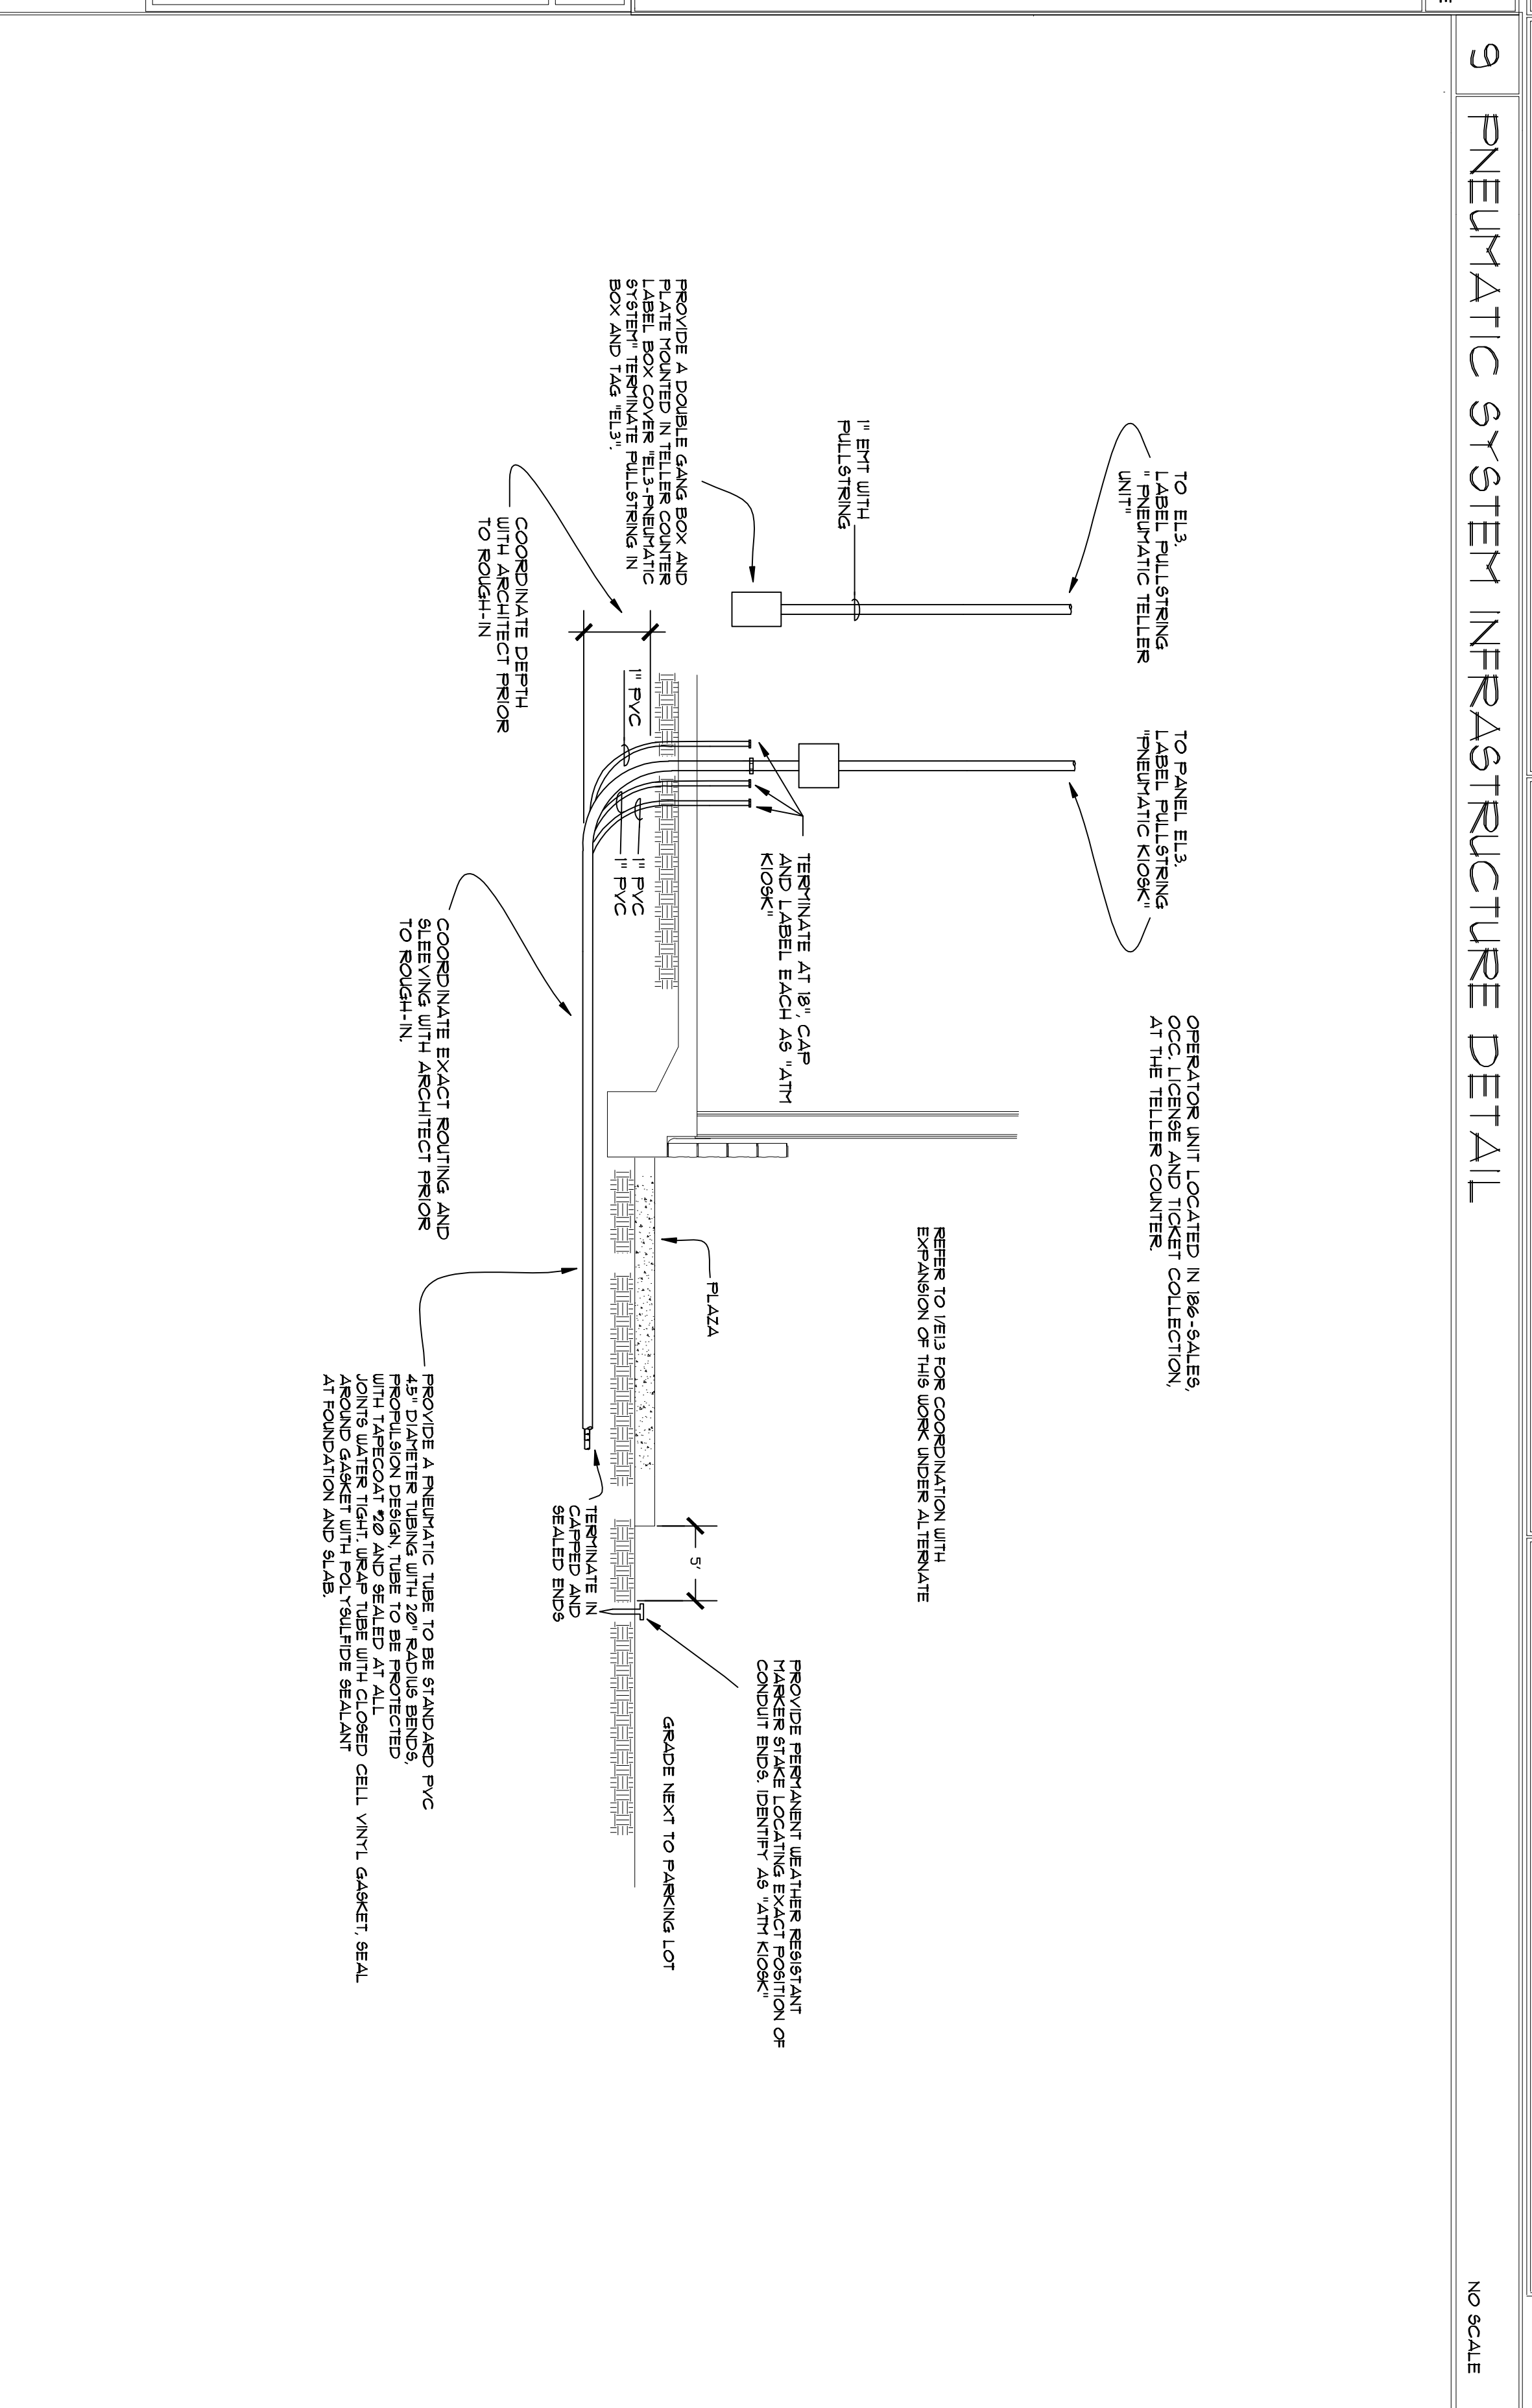 9
PNEUMATIC SYSTEM INFRASTRUCTURE DETAIL
NO SCALE
TO EL3.
LABEL PULLSTRING
" PNEUMATIC TELLER
UNIT"
TO PANEL EL3.
LABEL PULLSTRING
"PNEUMATIC KIOSK"
OPERATOR UNIT LOCATED IN 186-SALES,
OCC. LICENSE AND TICKET COLLECTION,
AT THE TELLER COUNTER.
REFER TO 1/E1.3 FOR COORDINATION WITH
EXPANSION OF THIS WORK UNDER ALTERNATE
1" EMT WITH
PULLSTRING
PROVIDE A DOUBLE GANG BOX AND
PLATE MOUNTED IN TELLER COUNTER
LABEL BOX COVER "EL3-PNEUMATIC
SYSTEM" TERMINATE PULLSTRING IN
BOX AND TAG "EL3".
TERMINATE AT 18", CAP
AND LABEL EACH AS "ATM
KIOSK"
PROVIDE PERMANENT WEATHER RESISTANT
MARKER STAKE LOCATING EXACT POSITION OF
CONDUIT ENDS. IDENTIFY AS "ATM KIOSK"
PLAZA
5'
GRADE NEXT TO PARKING LOT
1" PVC
1" PVC
1" PVC
TERMINATE IN
CAPPED AND
SEALED ENDS
COORDINATE DEPTH
WITH ARCHITECT PRIOR
TO ROUGH-IN
COORDINATE EXACT ROUTING AND
SLEEVING WITH ARCHITECT PRIOR
TO ROUGH-IN.
PROVIDE A PNEUMATIC TUBE TO BE STANDARD PVC
4.5" DIAMETER TUBING WITH 20" RADIUS BENDS,
PROPULSION DESIGN, TUBE TO BE PROTECTED
WITH TAPECOAT #20 AND SEALED AT ALL
JOINTS WATER TIGHT. WRAP TUBE WITH CLOSED CELL VINYL GASKET, SEAL
AROUND GASKET WITH POLYSULFIDE SEALANT
AT FOUNDATION AND SLAB.